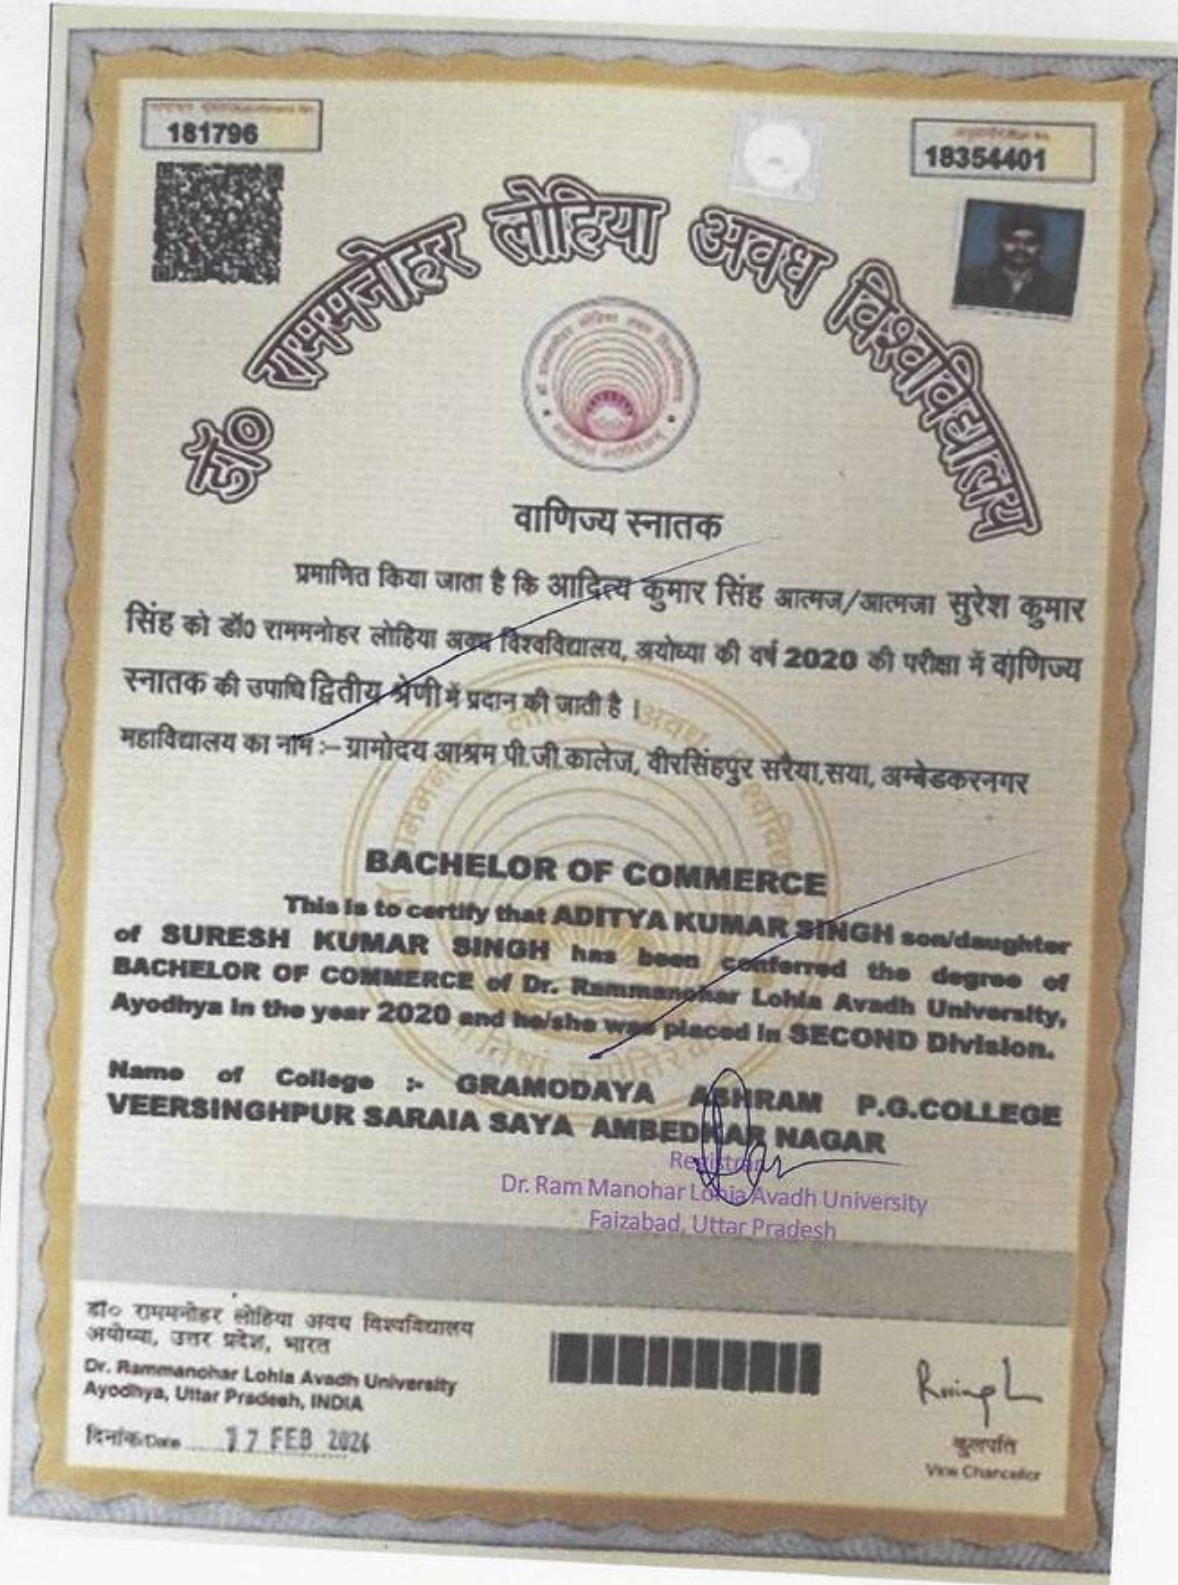 181796
18354401
डॉ० राममनोहर लोहिया अवध विश्वविद्यालय
वाणिज्य स्नातक
प्रमाणित किया जाता है कि आदित्य कुमार सिंह आत्मज/आत्मजा सुरेश कुमार
सिंह को डॉ0 राममनोहर लोहिया अवध विश्वविद्यालय, अयोध्या की वर्ष 2020 की परीक्षा में वाणिज्य
स्नातक की उपाधि द्वितीय श्रेणी में प्रदान की जाती है ।
महाविद्यालय का नाम :– ग्रामोदय आश्रम पी.जी.कालेज, वीरसिंहपुर सरैया,सया, अम्बेडकरनगर
BACHELOR OF COMMERCE
This is to certify that ADITYA KUMAR SINGH son/daughter
of SURESH KUMAR SINGH has been conferred the degree of
BACHELOR OF COMMERCE of Dr. Rammanohar Lohia Avadh University,
Ayodhya in the year 2020 and he/she was placed in SECOND Division.
Name of College :- GRAMODAYA ASHRAM P.G.COLLEGE
VEERSINGHPUR SARAIA SAYA AMBEDKAR NAGAR
Registrar
Dr. Ram Manohar Lohia Avadh University
Faizabad, Uttar Pradesh
डॉ० राममनोहर लोहिया अवध विश्वविद्यालय
अयोध्या, उत्तर प्रदेश, भारत
Dr. Rammanohar Lohia Avadh University
Ayodhya, Uttar Pradesh, INDIA
दिनांक/Date 17 FEB 2024
कुलपति
Vice Chancellor